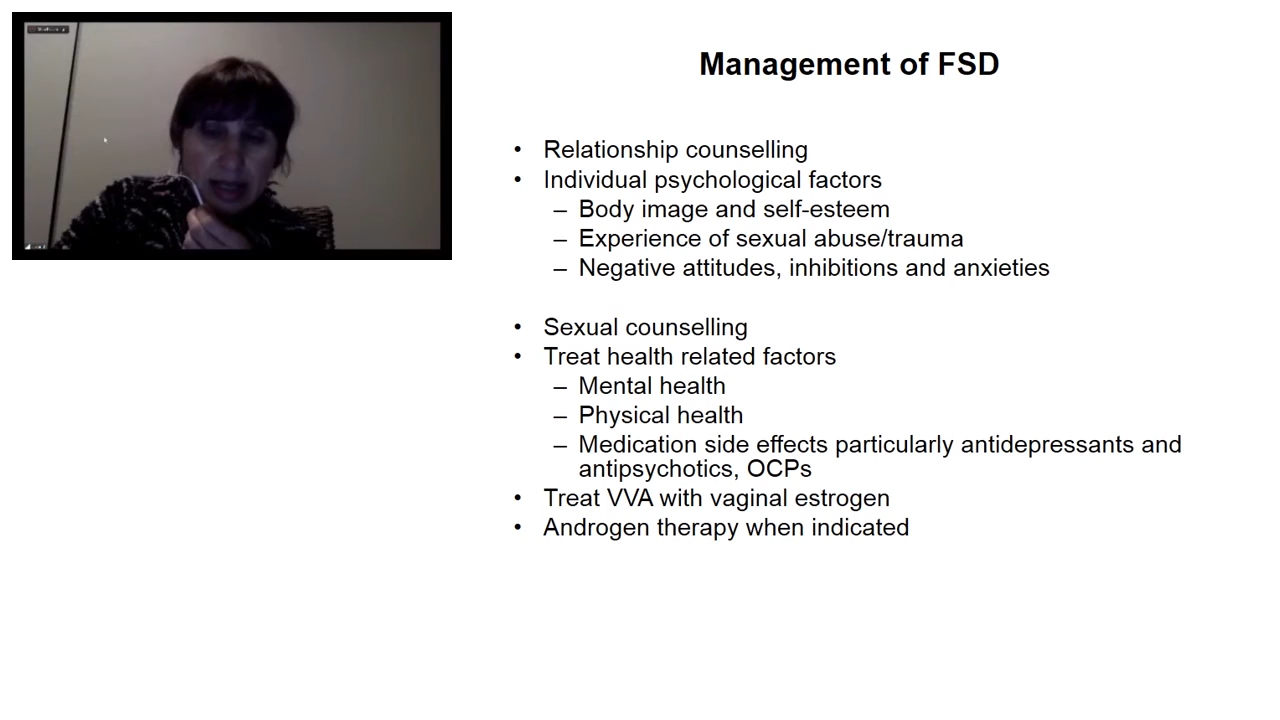 Management of FSD
• Relationship counselling
• Individual psychological factors
– Body image and self-esteem
– Experience of sexual abuse/trauma
– Negative attitudes, inhibitions and anxieties
• Sexual counselling
• Treat health related factors
– Mental health
– Physical health
– Medication side effects particularly antidepressants and
antipsychotics, OCPs
• Treat VVA with vaginal estrogen
• Androgen therapy when indicated